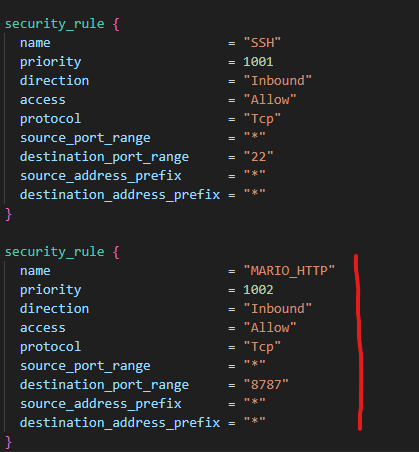 security_rule {
  name                       = "SSH"
  priority                   = 1001
  direction                  = "Inbound"
  access                     = "Allow"
  protocol                   = "Tcp"
  source_port_range          = "*"
  destination_port_range     = "22"
  source_address_prefix      = "*"
  destination_address_prefix = "*"
}
security_rule {
  name                       = "MARIO_HTTP"
  priority                   = 1002
  direction                  = "Inbound"
  access                     = "Allow"
  protocol                   = "Tcp"
  source_port_range          = "*"
  destination_port_range     = "8787"
  source_address_prefix      = "*"
  destination_address_prefix = "*"
}